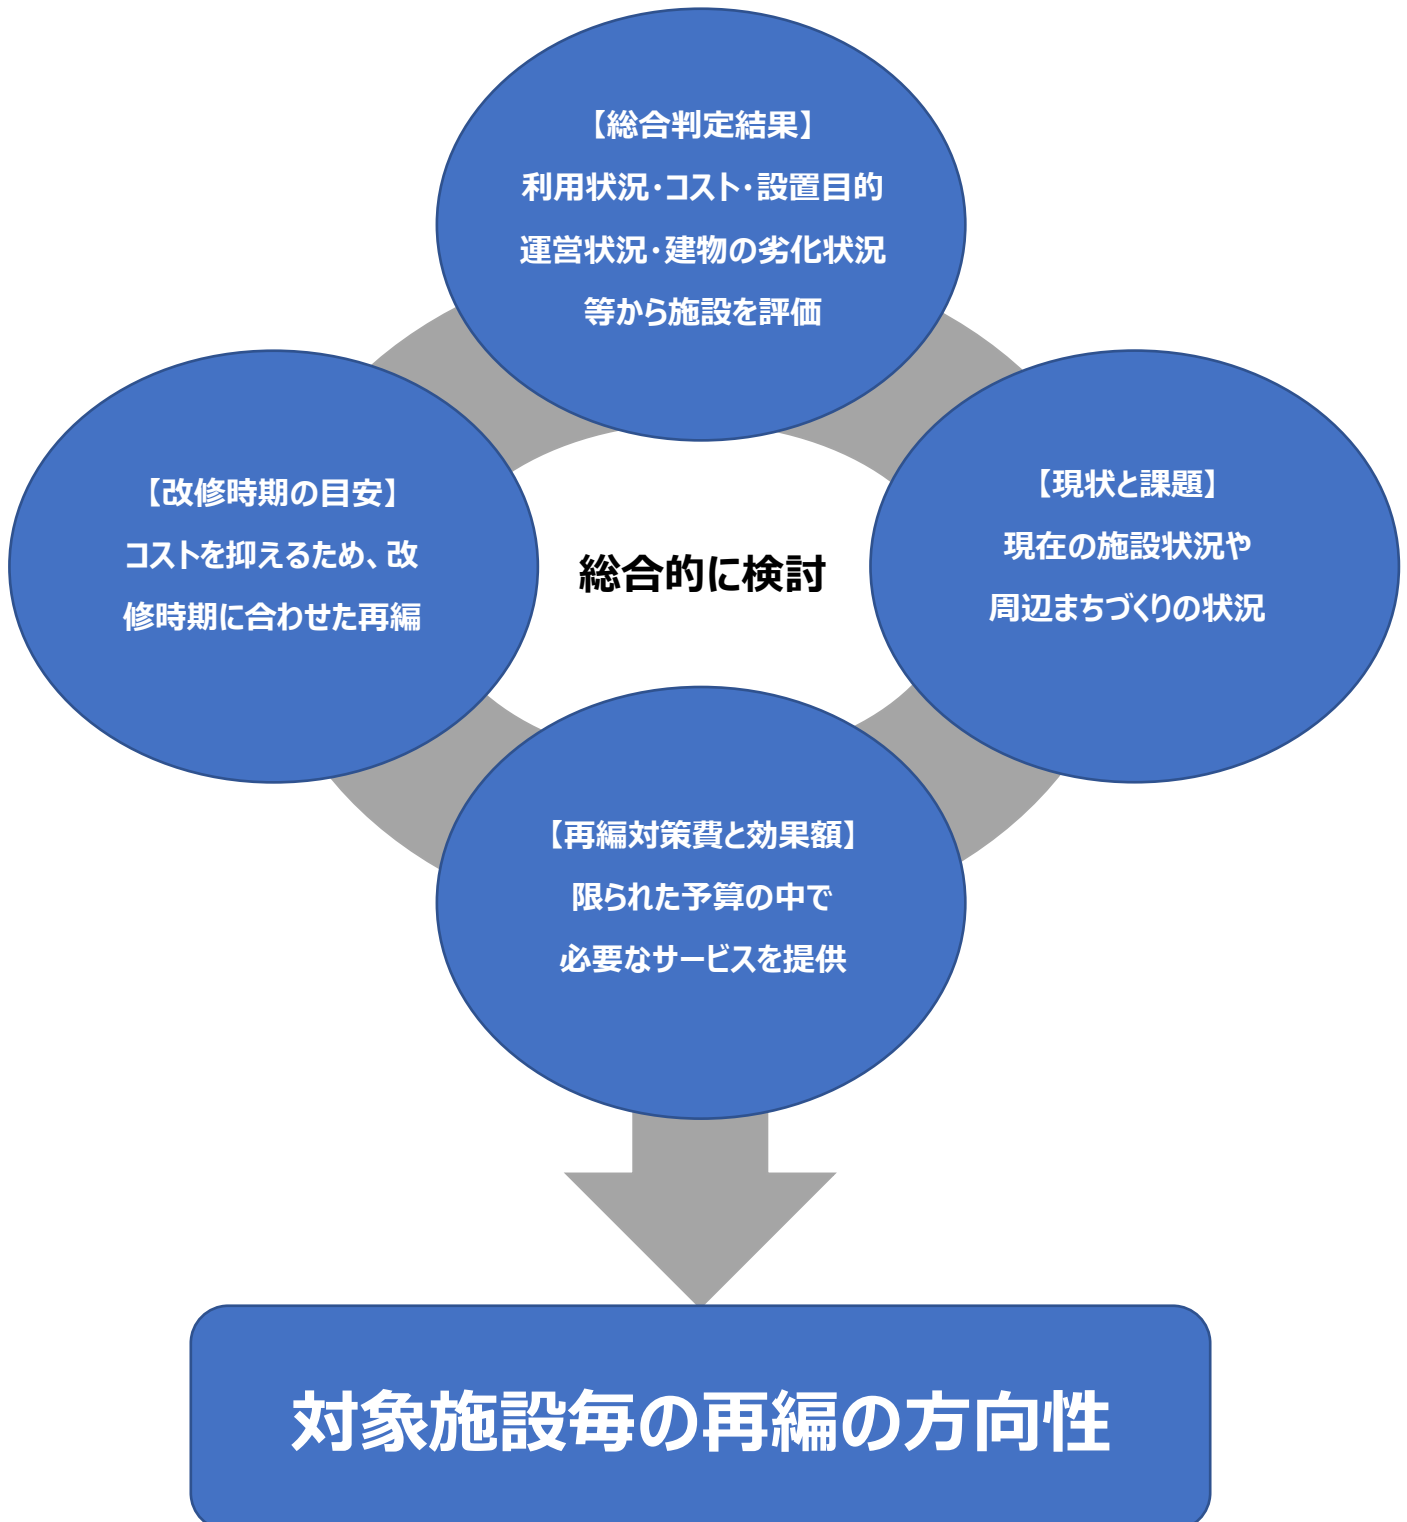 【総合判定結果】
利用状況・コスト・設置目的
運営状況・建物の劣化状況
等から施設を評価
【改修時期の目安】
コストを抑えるため、改
修時期に合わせた再編
総合的に検討
【現状と課題】
現在の施設状況や
周辺まちづくりの状況
【再編対策費と効果額】
限られた予算の中で
必要なサービスを提供
対象施設毎の再編の方向性